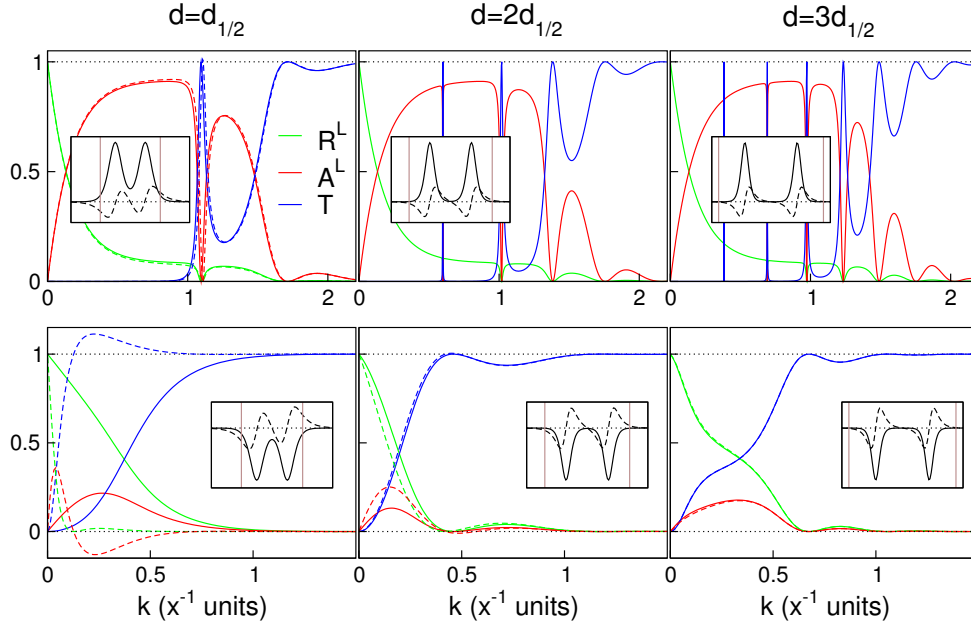 d=d1/2 d=2d1/2 d=3d1/2
1
0.5
0
R^L
A^L
T
0 1 2 0 1 2 0 1 2
1
0.5
0
0 0.5 1 0 0.5 1 0 0.5 1
k (x^-1 units) k (x^-1 units) k (x^-1 units)